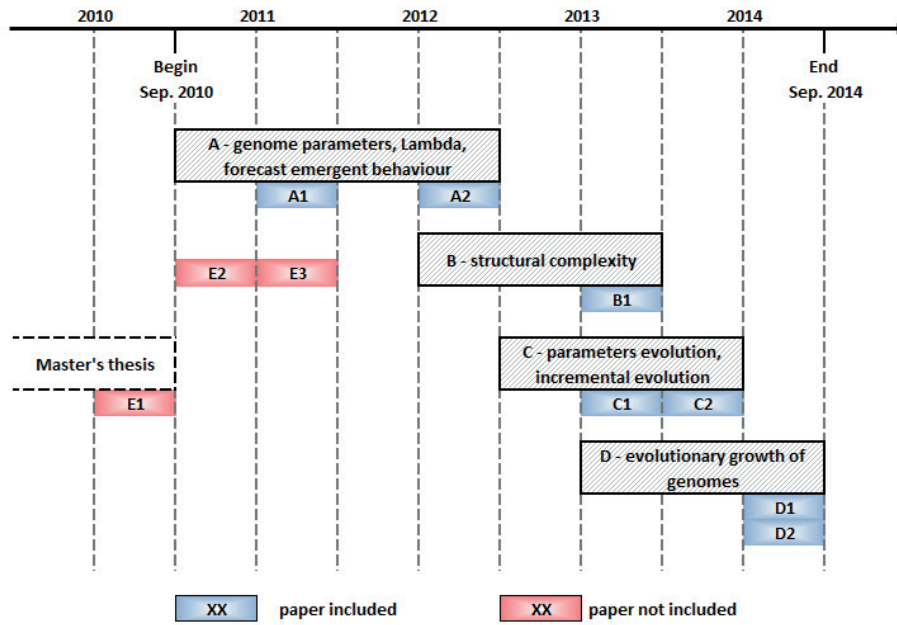 2010 2011 2012 2013 2014
Begin
Sep. 2010
End
Sep. 2014
A - genome parameters, Lambda,
forecast emergent behaviour
A1 A2
B - structural complexity
E2 E3
B1
Master's thesis
C - parameters evolution,
incremental evolution
E1 C1 C2
D - evolutionary growth of
genomes
D1
D2
XX paper included XX paper not included